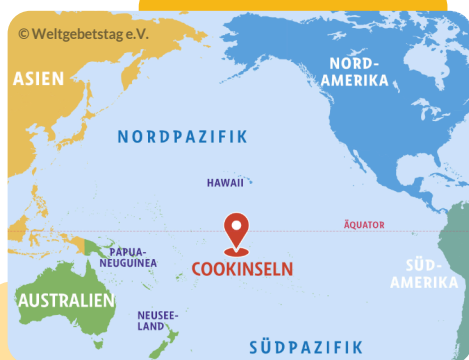 © Weltgebetstag e.V.
ASIEN
NORD-
AMERIKA
NORDPAZIFIK
HAWAII
ÄQUATOR
PAPUA-
NEUGUINEA
COOKINSELN
SÜD-
AMERIKA
AUSTRALIEN
NEUSEE-
LAND
SÜDPAZIFIK